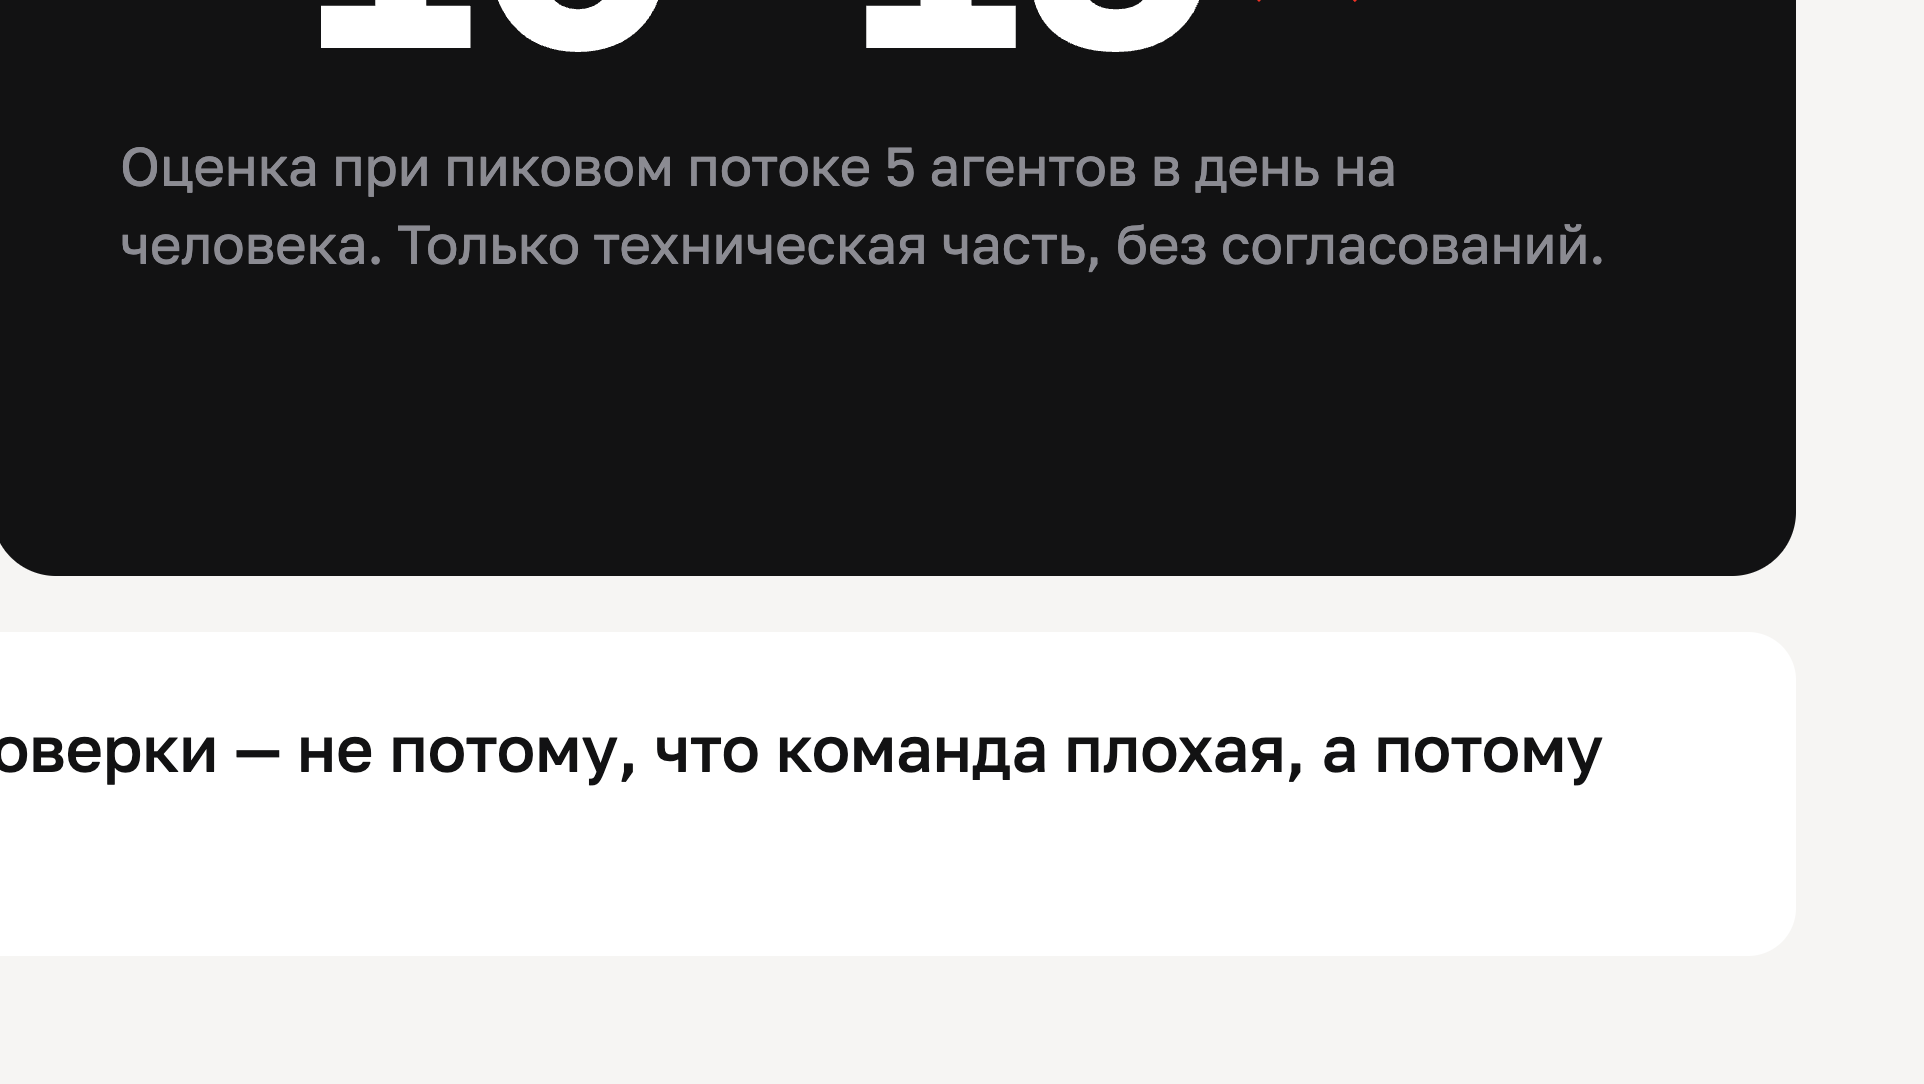 Оценка при пиковом потоке 5 агентов в день на
человека. Только техническая часть, без согласований.
— не потому, что команда плохая, а потому